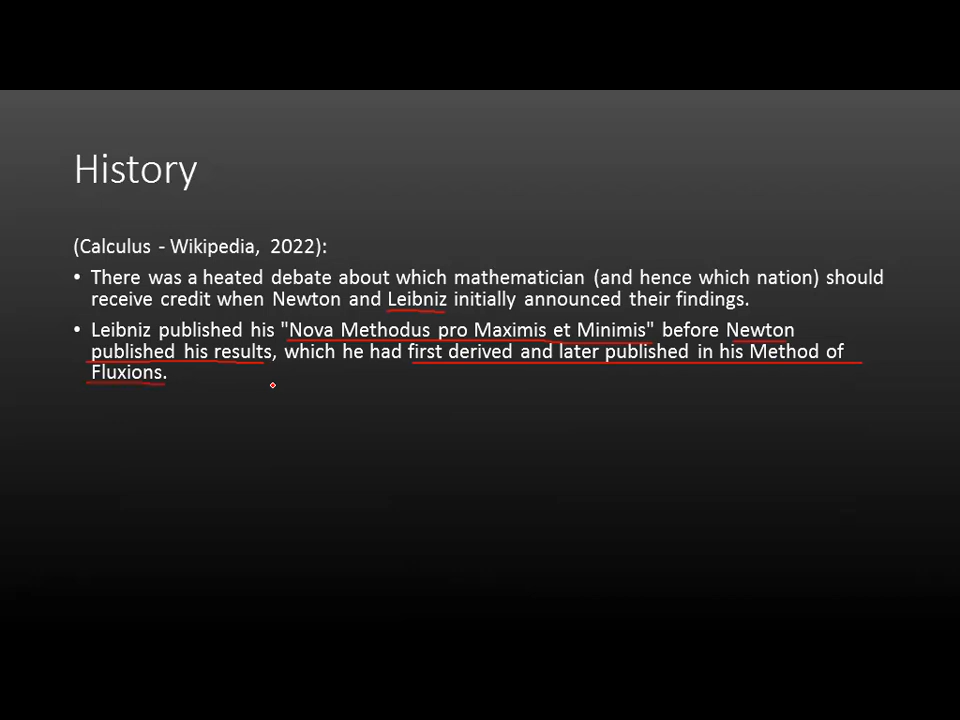 History
(Calculus - Wikipedia, 2022):
• There was a heated debate about which mathematician (and hence which nation) should
receive credit when Newton and Leibniz initially announced their findings.
• Leibniz published his "Nova Methodus pro Maximis et Minimis" before Newton
published his results, which he had first derived and later published in his Method of
Fluxions.